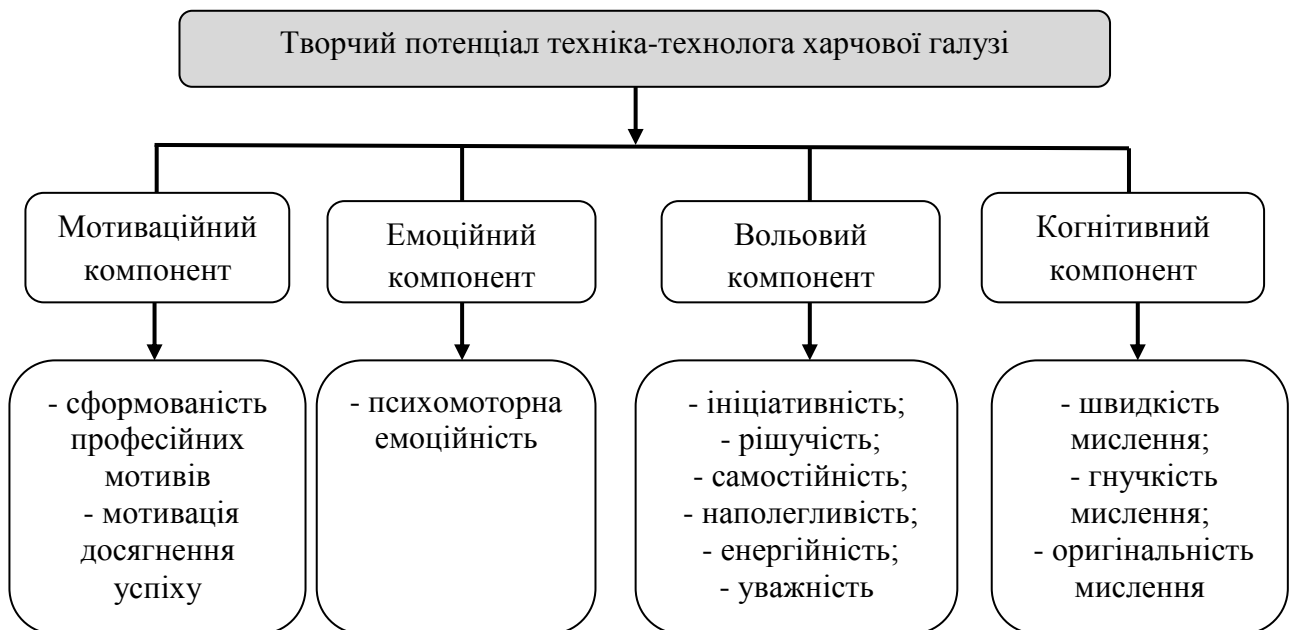 Творчий потенціал техніка-технолога харчової галузі
Мотиваційний
компонент
Емоційний
компонент
Вольовий
компонент
Когнітивний
компонент
- сформованість
професійних
мотивів
- мотивація
досягнення
успіху
- психомоторна
емоційність
- ініціативність;
- рішучість;
- самостійність;
- наполегливість;
- енергійність;
- уважність
- швидкість
мислення;
- гнучкість
мислення;
- оригінальність
мислення